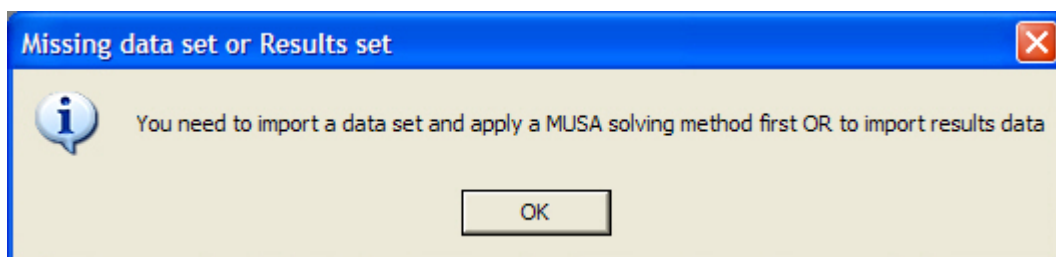 Missing data set or Results set
You need to import a data set and apply a MUSA solving method first OR to import results data
OK